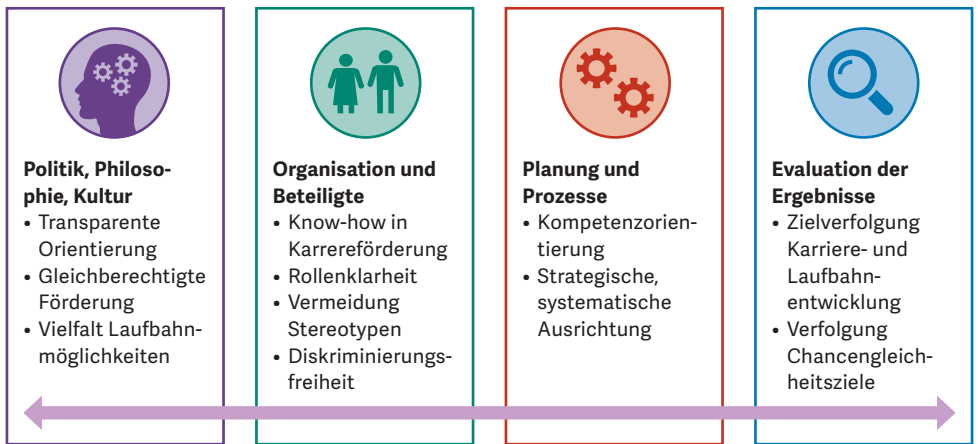 Politik, Philoso-
phie, Kultur
• Transparente
Orientierung
• Gleichberechtigte
Förderung
• Vielfalt Laufbahn-
möglichkeiten
Organisation und
Beteiligte
• Know-how in
Karrereförderung
• Rollenklarheit
• Vermeidung
Stereotypen
• Diskriminierungs-
freiheit
Planung und
Prozesse
• Kompetenzorien-
tierung
• Strategische,
systematische
Ausrichtung
Evaluation der
Ergebnisse
• Zielverfolgung
Karriere- und
Laufbahn-
entwicklung
• Verfolgung
Chancengleich-
heitsziele